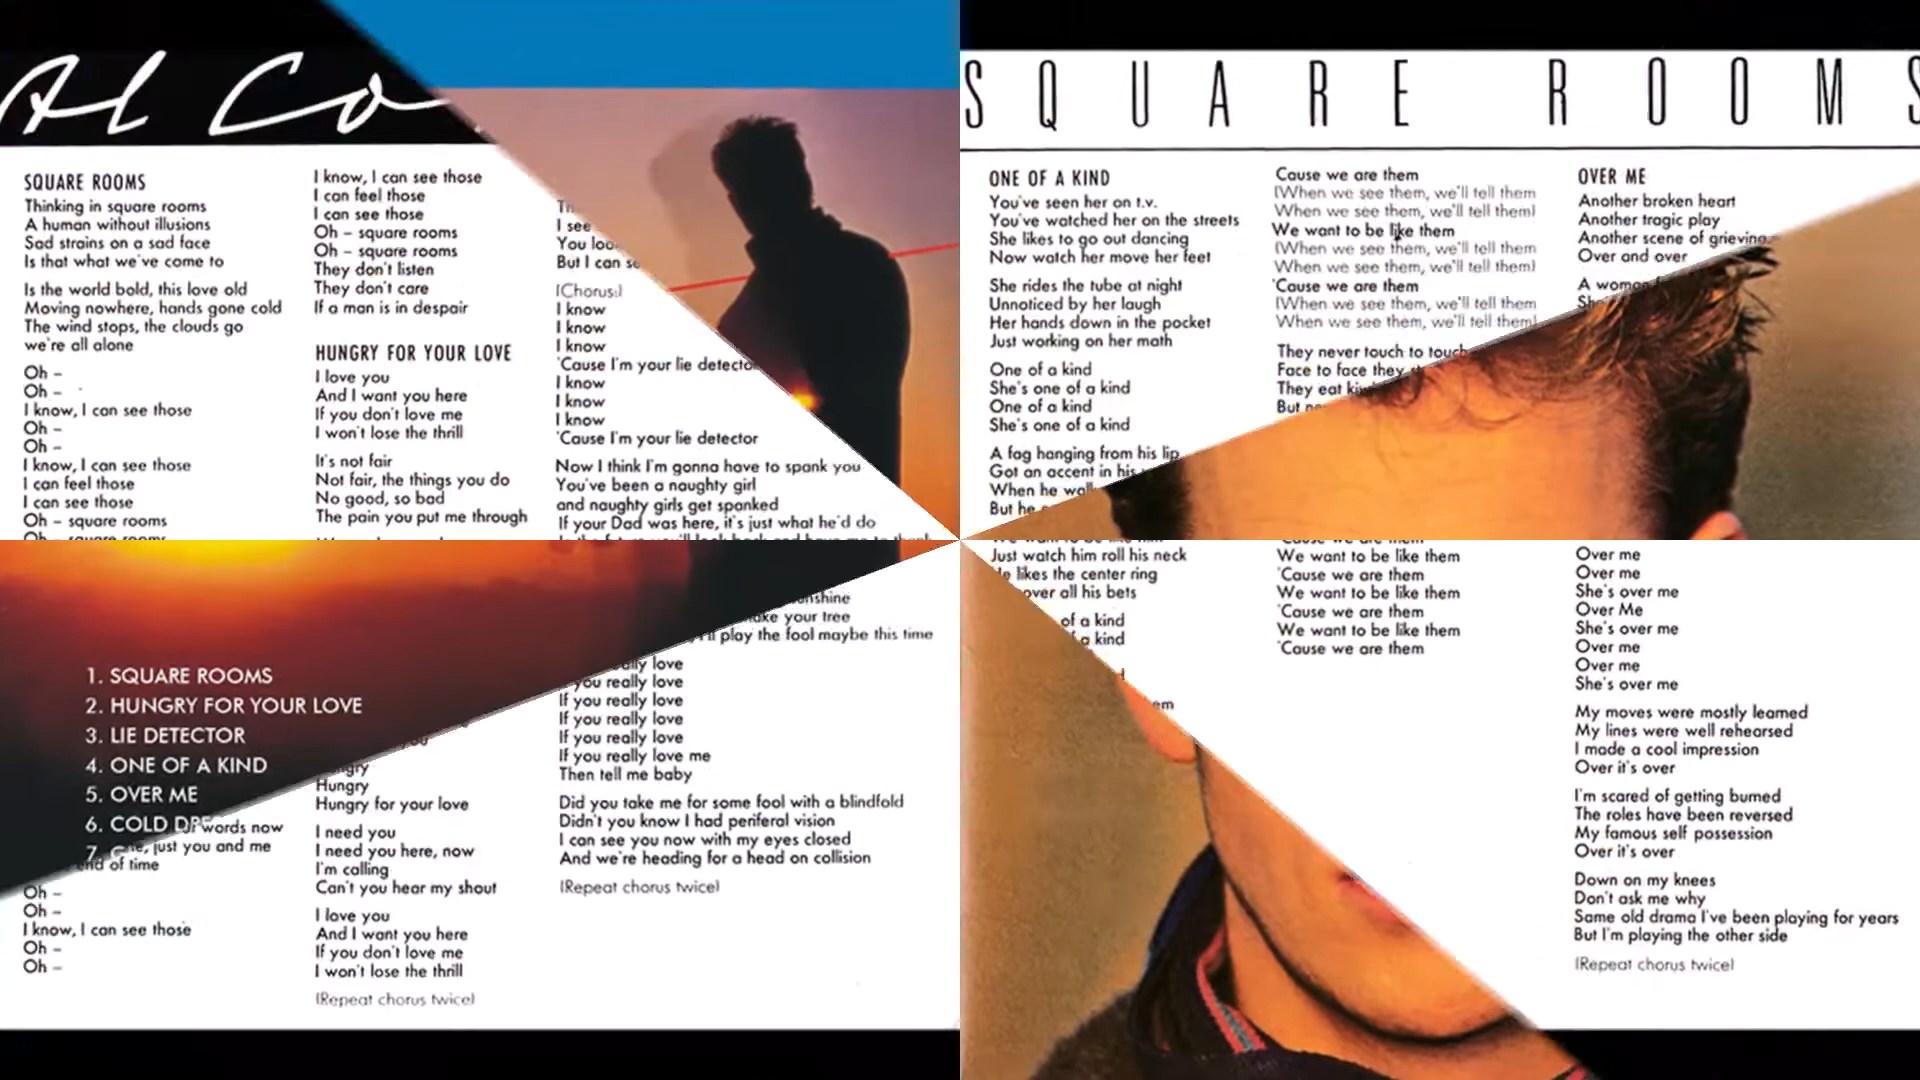 Al Co
SQUARE ROOMS
SQUARE ROOMS
Thinking in square rooms
A human without illusions
Sad strains on a sad face
Is that what we've come to
Is the world bold, this love old
Moving nowhere, hands gone cold
The wind stops, the clouds go
we're all alone
Oh –
Oh –
I know, I can see those
Oh –
Oh –
I know, I can see those
I can feel those
I can see those
Oh – square rooms
Oh – square rooms
1. SQUARE ROOMS
2. HUNGRY FOR YOUR LOVE
3. LIE DETECTOR
4. ONE OF A KIND
5. OVER ME
6. COLD
7.
words now
just you and me
end of time
Oh –
Oh –
I know, I can see those
Oh –
Oh –
I know, I can see those
I can feel those
I can see those
Oh – square rooms
Oh – square rooms
They don't listen
They don't care
If a man is in despair
HUNGRY FOR YOUR LOVE
I love you
And I want you here
If you don't love me
I won't lose the thrill
It's not fair
Not fair, the things you do
No good, so bad
The pain you put me through
Hungry
Hungry for your love
I need you
I need you here, now
I'm calling
Can't you hear my shout
I love you
And I want you here
If you don't love me
I won't lose the thrill
(Repeat chorus twice)
I see
You
But I can
(Chorus:)
I know
I know
I know
'Cause I'm your lie detector
I know
I know
I know
'Cause I'm your lie detector
Now I think I'm gonna have to spank you
You've been a naughty girl
and naughty girls get spanked
If your Dad was here, it's just what he'd do
your tree
play the fool maybe this time
really love
you really love
If you really love
If you really love
If you really love
If you really love me
Then tell me baby
Did you take me for some fool with a blindfold
Didn't you know I had periferal vision
I can see you now with my eyes closed
And we're heading for a head on collision
(Repeat chorus twice)
ONE OF A KIND
You've seen her on t.v.
You've watched her on the streets
She likes to go out dancing
Now watch her move her feet
She rides the tube at night
Unnoticed by her laugh
Her hands down in the pocket
Just working on her math
One of a kind
She's one of a kind
One of a kind
She's one of a kind
A fag hanging from his lip
Got an accent in his
When he
But he
Just watch him roll his neck
He likes the center ring
over all his bets
of a kind
of a kind
Cause we are them
(When we see them, we'll tell them
When we see them, we'll tell them)
We want to be like them
(When we see them, we'll tell them
When we see them, we'll tell them)
'Cause we are them
(When we see them, we'll tell them
When we see them, we'll tell them)
They never touch to touch
Face to face they
They eat
But
We want to be like them
'Cause we are them
We want to be like them
'Cause we are them
We want to be like them
'Cause we are them
OVER ME
Another broken heart
Another tragic play
Another scene of grieving
Over and over
A woman
Over me
Over me
She's over me
Over Me
She's over me
Over me
Over me
She's over me
My moves were mostly learned
My lines were well rehearsed
I made a cool impression
Over it's over
I'm scared of getting burned
The roles have been reversed
My famous self possession
Over it's over
Down on my knees
Don't ask me why
Same old drama I've been playing for years
But I'm playing the other side
(Repeat chorus twice)